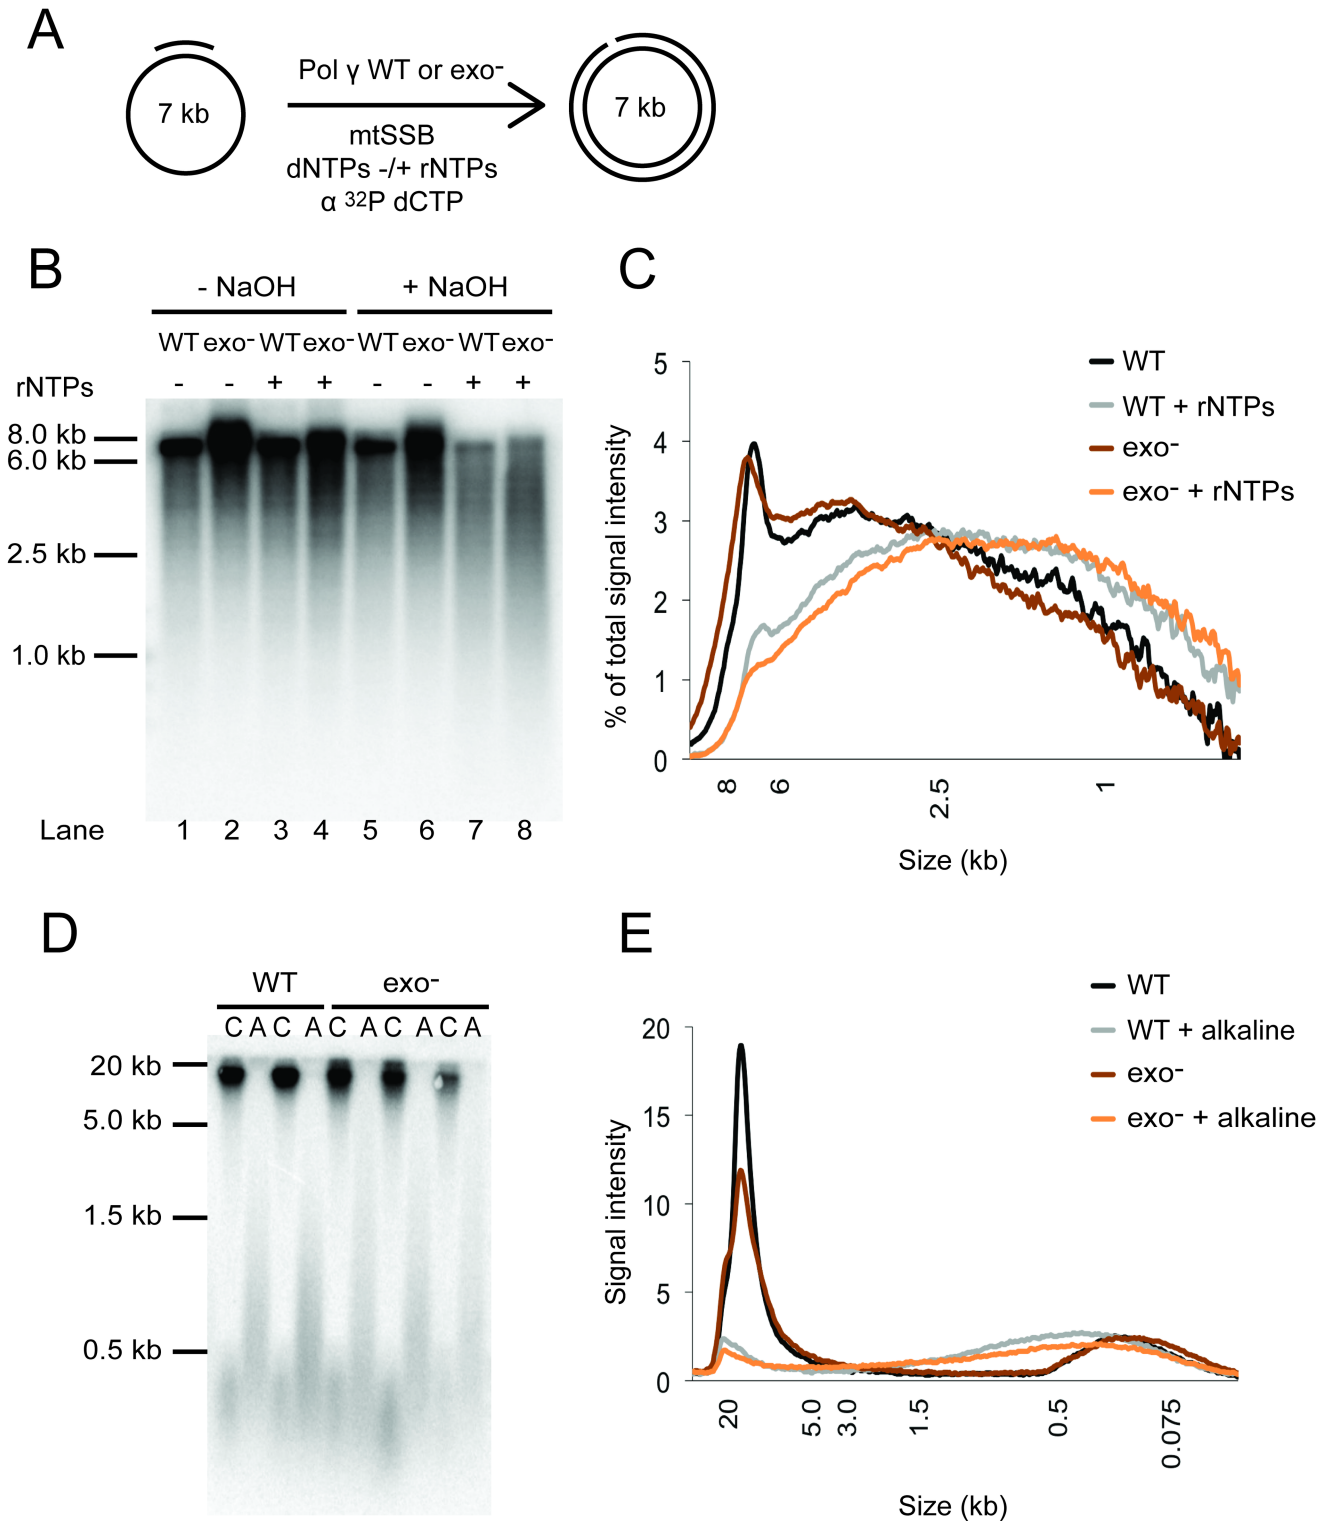 A
7 kb
Pol γ WT or exo-
mtSSB
dNTPs -/+ rNTPs
α 32P dCTP
7 kb
B
- NaOH + NaOH
WT exo- WT exo- WT exo- WT exo-
rNTPs - - + + - - + +
8.0 kb
6.0 kb
2.5 kb
1.0 kb
Lane 1 2 3 4 5 6 7 8
C
WT
WT + rNTPs
exo-
exo- + rNTPs
% of total signal intensity
5
4
3
2
1
0
8 6 2.5 1
Size (kb)
D
WT exo-
C A C A C A C A C A
20 kb
5.0 kb
1.5 kb
0.5 kb
E
WT
WT + alkaline
exo-
exo- + alkaline
Signal intensity
20
15
10
5
0
20 5.0 3.0 1.5 0.5 0.075
Size (kb)